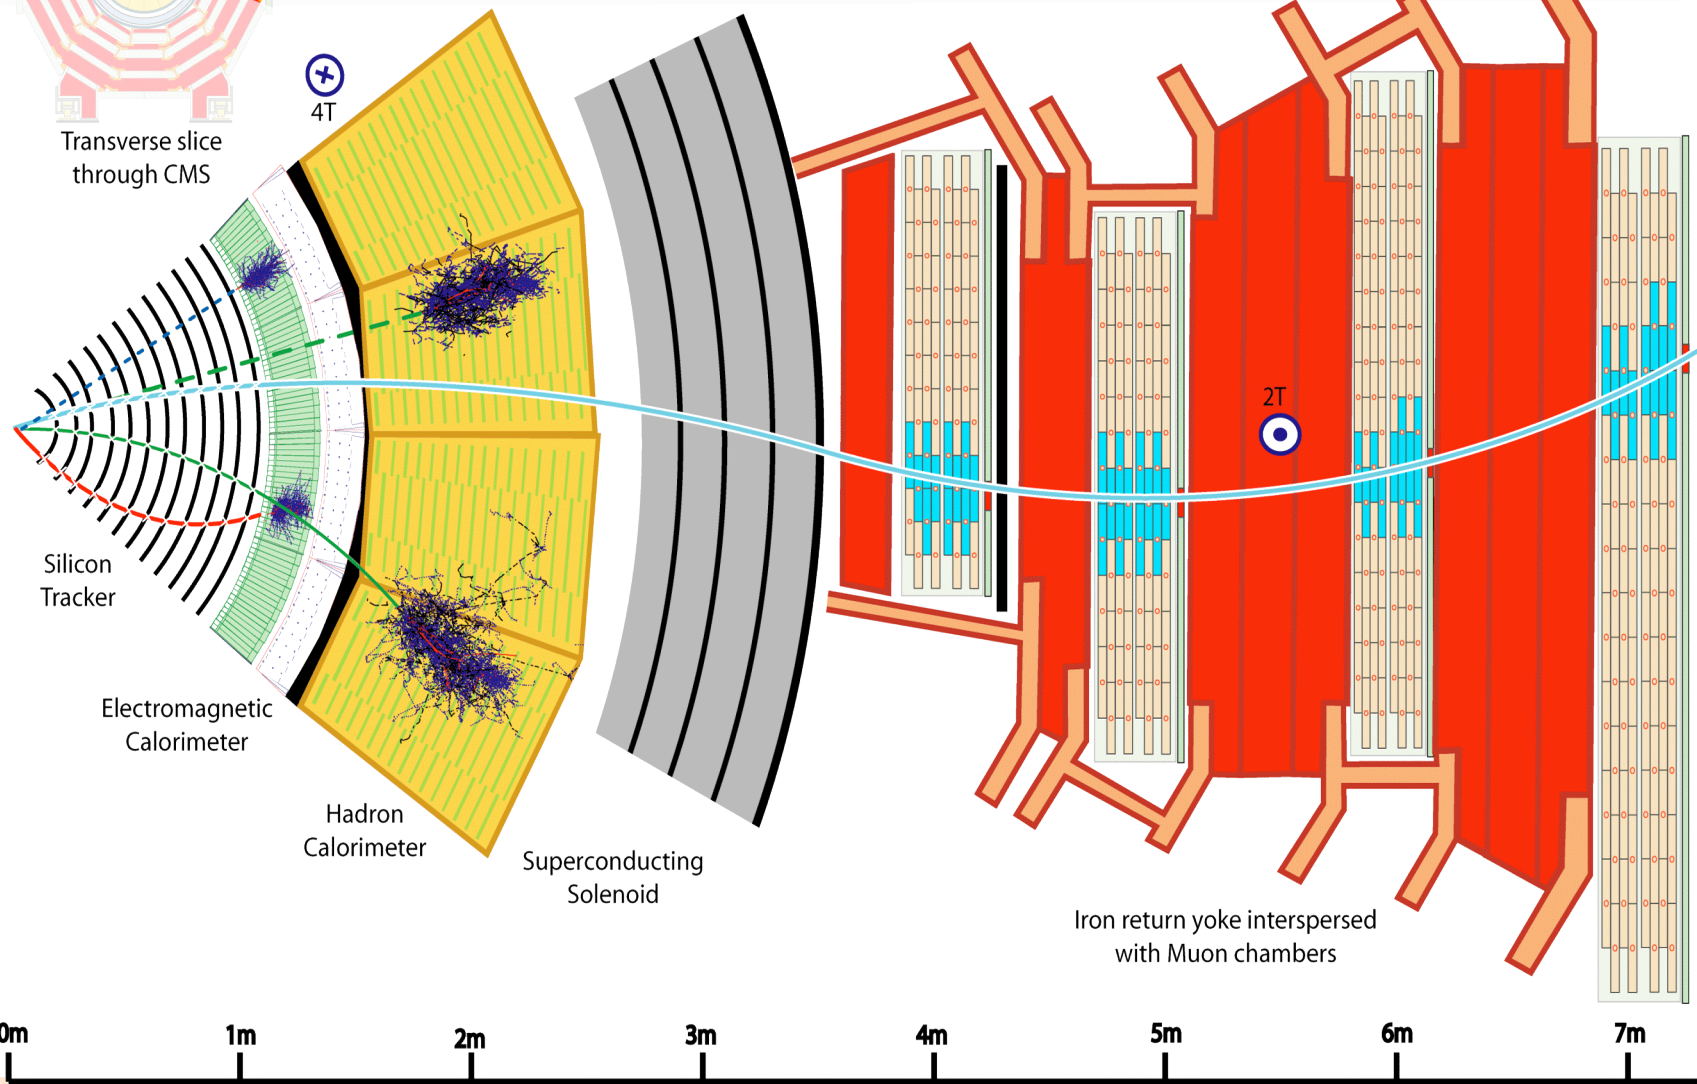 4T
Transverse slice
through CMS
2T
Silicon
Tracker
Electromagnetic
Calorimeter
Hadron
Calorimeter
Superconducting
Solenoid
Iron return yoke interspersed
with Muon chambers
0m 1m 2m 3m 4m 5m 6m 7m